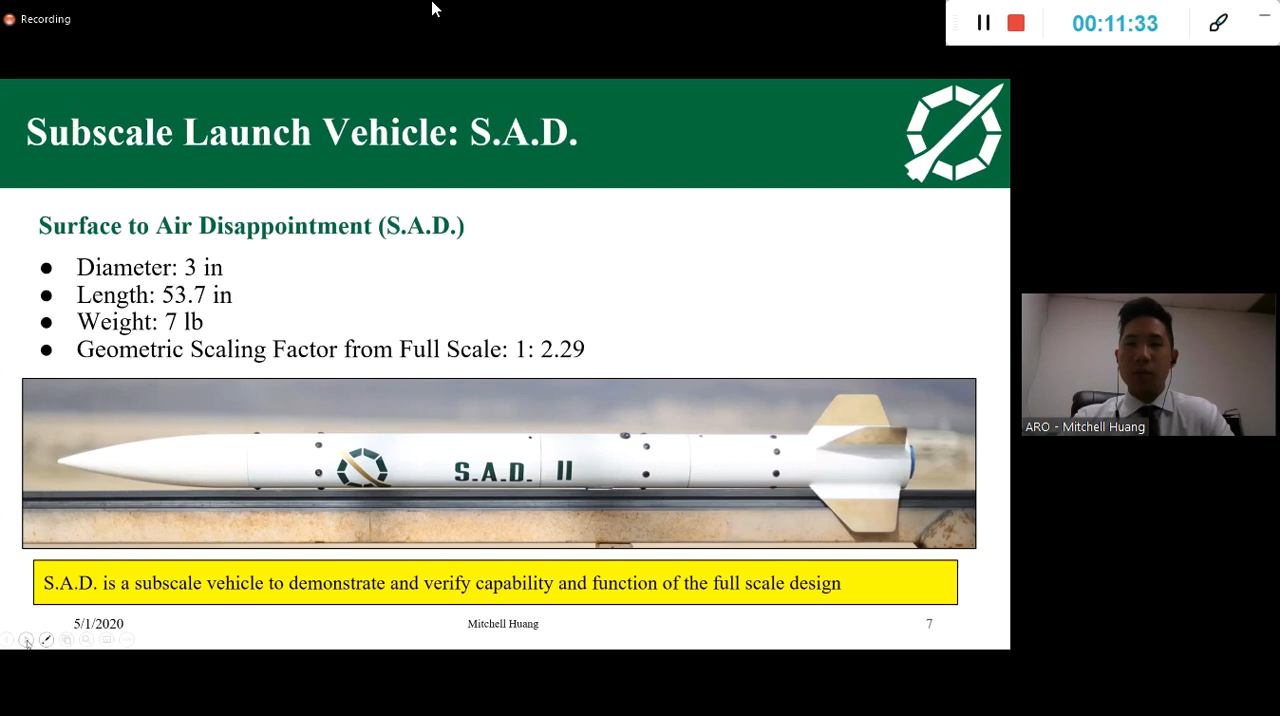 Recording
00:11:33
Subscale Launch Vehicle: S.A.D.
Surface to Air Disappointment (S.A.D.)
● Diameter: 3 in
● Length: 53.7 in
● Weight: 7 lb
● Geometric Scaling Factor from Full Scale: 1: 2.29
S.A.D. II
ARO - Mitchell Huang
S.A.D. is a subscale vehicle to demonstrate and verify capability and function of the full scale design
5/1/2020
Mitchell Huang
7